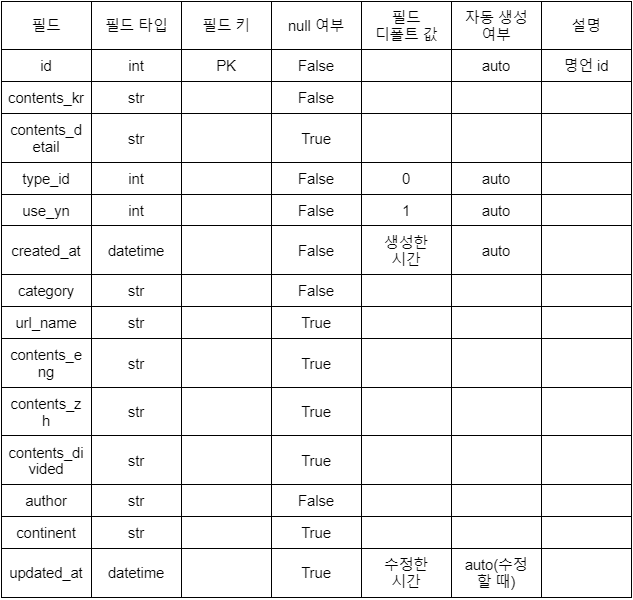 필드 필드 타입 필드 키 null 여부 필드 디폴트 값 자동 생성 여부 설명
id int PK False auto 명언 id
contents_kr str False
contents_detail str True
type_id int False 0 auto
use_yn int False 1 auto
created_at datetime False 생성한 시간 auto
category str False
url_name str True
contents_eng str True
contents_zh str True
contents_divided str True
author str False
continent str True
updated_at datetime True 수정한 시간 auto(수정할 때)